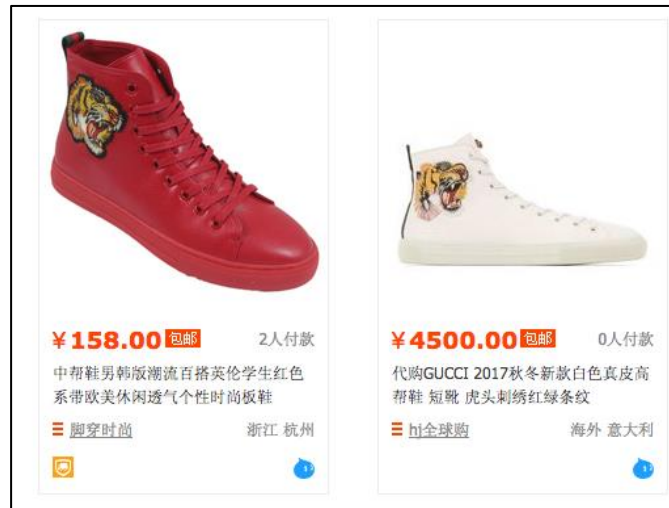 ￥158.00 包邮 2人付款
中帮鞋男韩版潮流百搭英伦学生红色
系带欧美休闲透气个性时尚板鞋
脚穿时尚 浙江 杭州
￥4500.00 包邮 0人付款
代购GUCCI 2017秋冬新款白色真皮高
帮鞋 短靴 虎头刺绣红绿条纹
hj全球购 海外 意大利